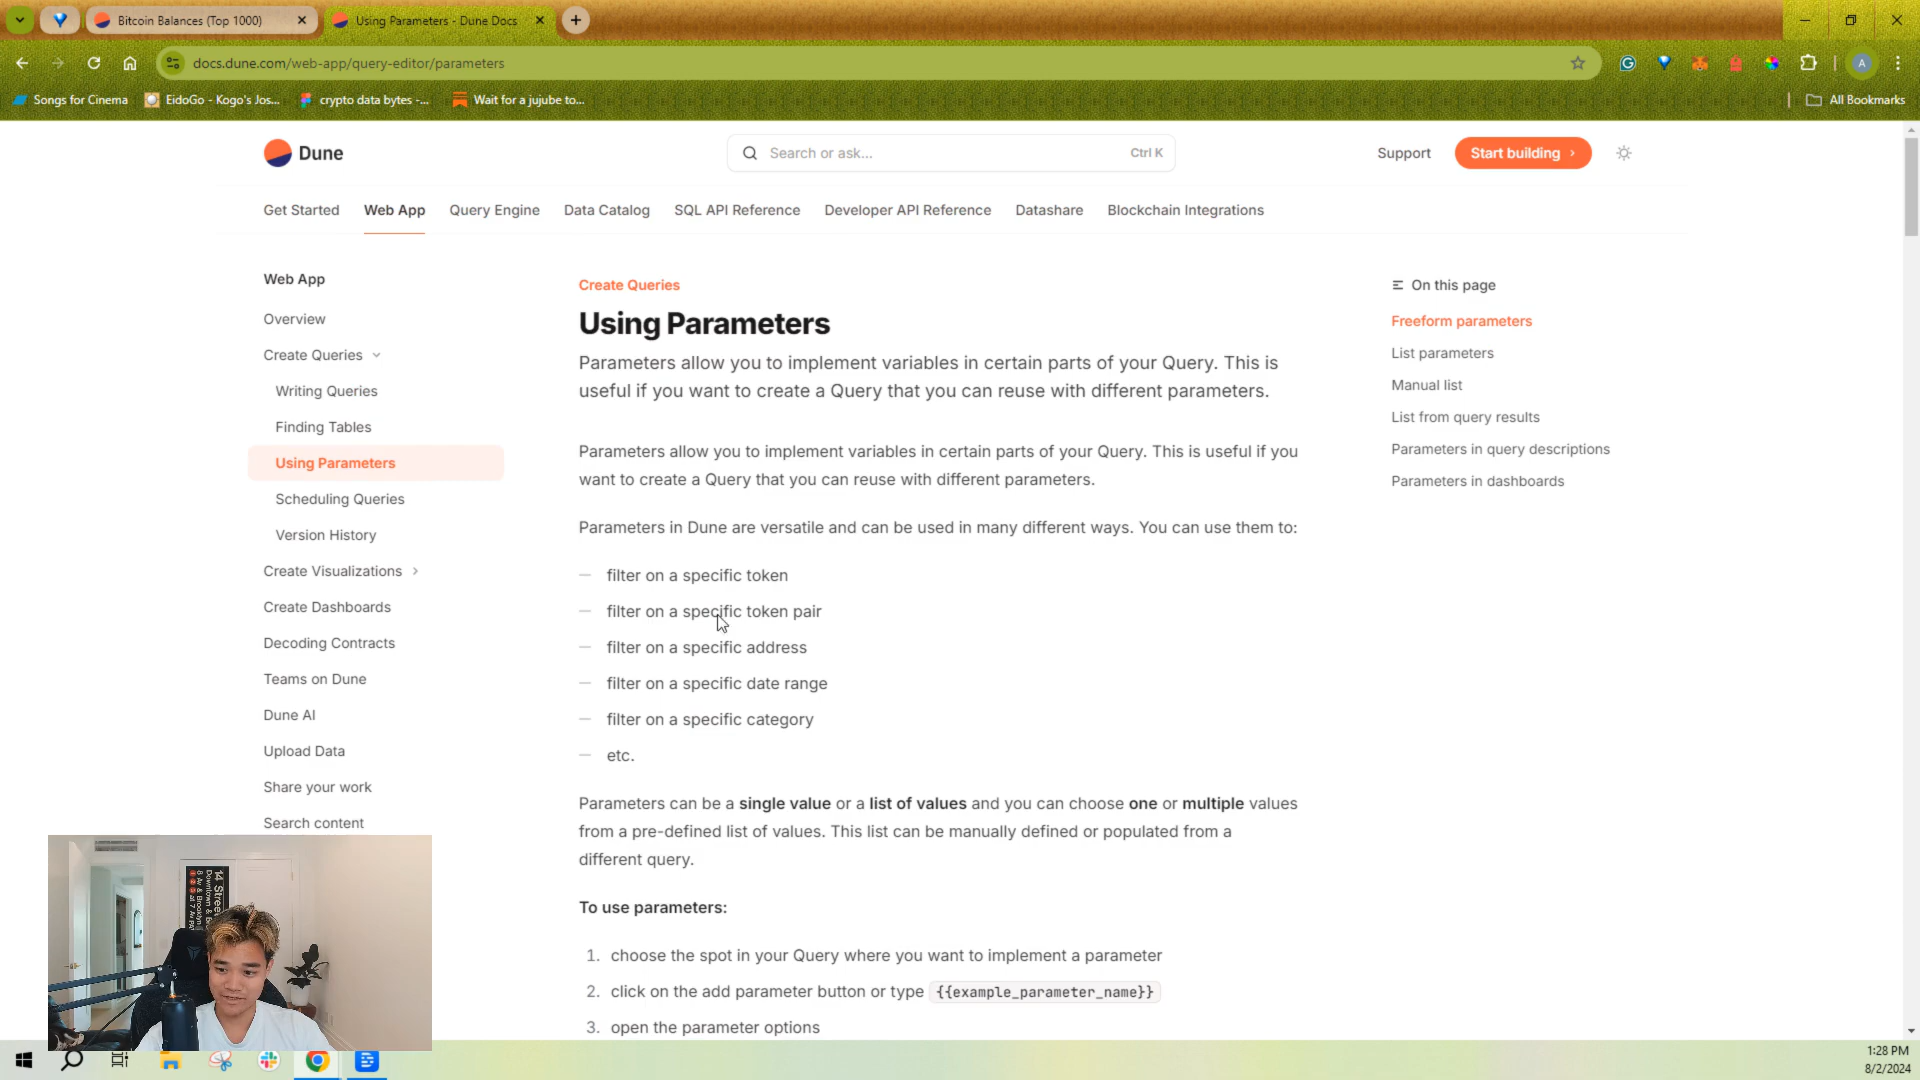 Bitcoin Balances (Top 1000)
Using Parameters - Dune Docs
docs.dune.com/web-app/query-editor/parameters
A
Songs for Cinema
EidoGo - Kogo's Jos...
crypto data bytes -...
Wait for a jujube to...
All Bookmarks
Dune
Search or ask...
Ctrl K
Support
Start building
Get Started
Web App
Query Engine
Data Catalog
SQL API Reference
Developer API Reference
Datashare
Blockchain Integrations
Web App
Overview
Create Queries
Writing Queries
Finding Tables
Using Parameters
Scheduling Queries
Version History
Create Visualizations
Create Dashboards
Decoding Contracts
Teams on Dune
Dune AI
Upload Data
Share your work
Search content
Create Queries
Using Parameters
Parameters allow you to implement variables in certain parts of your Query. This is
useful if you want to create a Query that you can reuse with different parameters.
Parameters allow you to implement variables in certain parts of your Query. This is useful if you
want to create a Query that you can reuse with different parameters.
Parameters in Dune are versatile and can be used in many different ways. You can use them to:
— filter on a specific token
— filter on a specific token pair
— filter on a specific address
— filter on a specific date range
— filter on a specific category
— etc.
Parameters can be a single value or a list of values and you can choose one or multiple values
from a pre-defined list of values. This list can be manually defined or populated from a
different query.
To use parameters:
1. choose the spot in your Query where you want to implement a parameter
2. click on the add parameter button or type {{example_parameter_name}}
3. open the parameter options
On this page
Freeform parameters
List parameters
Manual list
List from query results
Parameters in query descriptions
Parameters in dashboards
14 Street
Downtown &
8 Av & Brooklyn
1:28 PM
8/2/2024